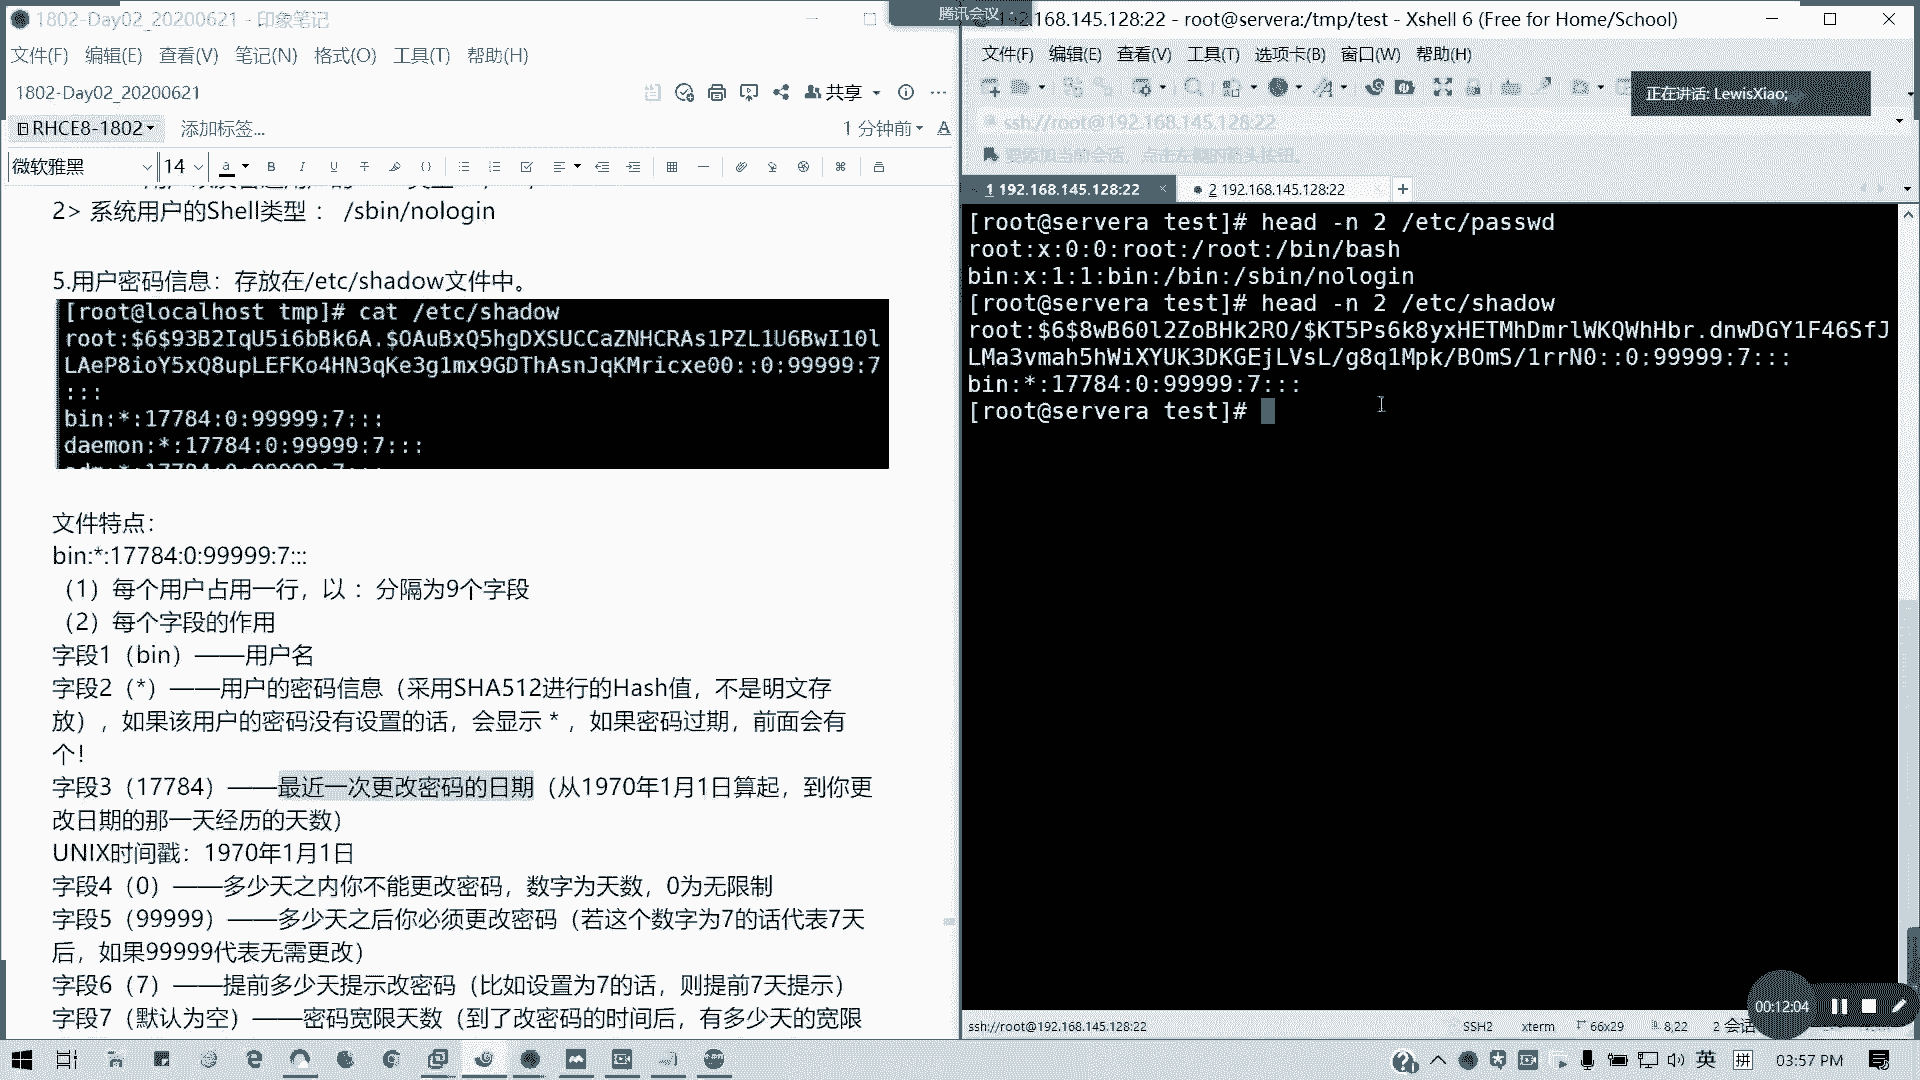 1802-Day02_20200621 - 印象笔记
文件(F) 编辑(E) 查看(V) 笔记(N) 格式(O) 工具(T) 帮助(H)
1802-Day02_20200621
共享
RHCE8-1802
添加标签...
1 分钟前
微软雅黑
14
2> 系统用户的Shell类型 : /sbin/nologin
5.用户密码信息：存放在/etc/shadow文件中。
[root@localhost tmp]# cat /etc/shadow
root:$6$93B2IqU5i6bBk6A.$OAuBxQ5hgDXSUCCaZNHCRAs1PZL1U6BwI10l
LAeP8ioY5xQ8upLEFKo4HN3qKe3g1mx9GDThAsnJqKMricxe00::0:99999:7
:::
bin:*:17784:0:99999:7:::
daemon:*:17784:0:99999:7:::
文件特点：
bin:*:17784:0:99999:7:::
（1）每个用户占用一行，以 : 分隔为9个字段
（2）每个字段的作用
字段1（bin）——用户名
字段2（*）——用户的密码信息（采用SHA512进行的Hash值，不是明文存
放），如果该用户的密码没有设置的话，会显示 * ，如果密码过期，前面会有
个！
字段3（17784）——最近一次更改密码的日期（从1970年1月1日算起，到你更
改日期的那一天经历的天数）
UNIX时间戳：1970年1月1日
字段4（0）——多少天之内你不能更改密码，数字为天数，0为无限制
字段5（99999）——多少天之后你必须更改密码（若这个数字为7的话代表7天
后，如果99999代表无需更改）
字段6（7）——提前多少天提示改密码（比如设置为7的话，则提前7天提示）
字段7（默认为空）——密码宽限天数（到了改密码的时间后，有多少天的宽限
腾讯会议
.168.145.128:22 - root@servera:/tmp/test - Xshell 6 (Free for Home/School)
文件(F) 编辑(E) 查看(V) 工具(T) 选项卡(B) 窗口(W) 帮助(H)
正在讲话: LewisXiao;
ssh://root@192.168.145.128:22
要添加当前会话，点击左侧的箭头按钮。
1 192.168.145.128:22
2 192.168.145.128:22
[root@servera test]# head -n 2 /etc/passwd
root:x:0:0:root:/root:/bin/bash
bin:x:1:1:bin:/bin:/sbin/nologin
[root@servera test]# head -n 2 /etc/shadow
root:$6$8wB60l2ZoBHk2RO/$KT5Ps6k8yxHETMhDmrlWKQWhHbr.dnwDGY1F46SfJ
LMa3vmah5hWiXYUK3DKGEjLVsL/g8q1Mpk/BOmS/1rrN0::0:99999:7:::
bin:*:17784:0:99999:7:::
[root@servera test]#
00:12:04
ssh://root@192.168.145.128:22
SSH2
xterm
66x29
8,22
2 会话
英
拼
03:57 PM